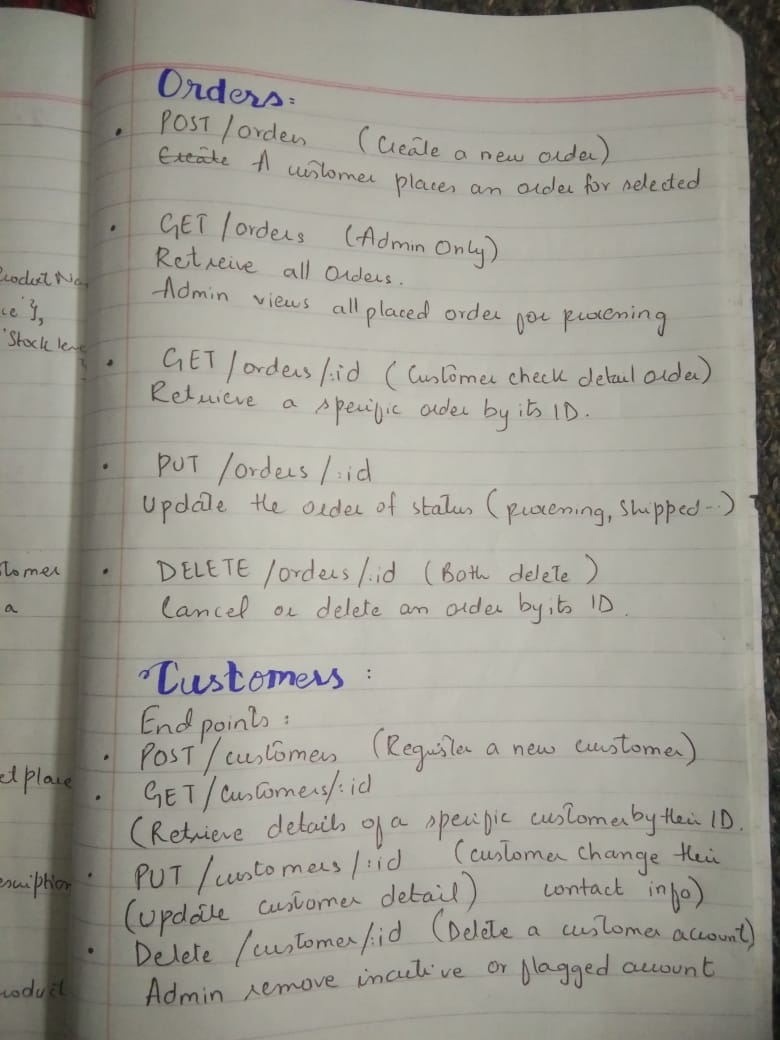 Orders:
• POST /orders (Create a new order)
Create A customer places an order for selected
• GET /orders (Admin Only)
Retreive all Orders.
Admin views all placed order for processing
• GET /orders/:id (Customer check detail order)
Retrieve a specific order by its ID.
• PUT /orders/:id
Update the order of status (processing, shipped--)
• DELETE /orders/:id (Both delete)
Cancel or delete an order by its ID.
Customers:
End points:
• POST /customers (Register a new customer)
• GET/customers/:id
(Retrieve details of a specific customer by their ID.
• PUT /customers/:id (customer change their
(Update customer detail) contact info)
• Delete /customer/:id (Delete a customer account)
Admin remove inactive or flagged account
oduct Na
ce'},
'Stock leve
}
tomer
a
et place
escription
roduct